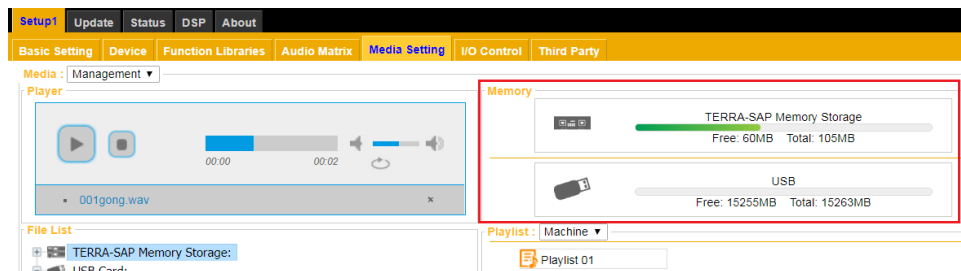 Setup1 Update Status DSP About
Basic Setting Device Function Libraries Audio Matrix Media Setting I/O Control Third Party
Media : Management ▼
Player
00:00 00:02
001gong.wav ×
Memory
TERRA-SAP Memory Storage
Free: 60MB Total: 105MB
USB
Free: 15255MB Total: 15263MB
File List
TERRA-SAP Memory Storage:
USB Card:
Playlist : Machine ▼
Playlist 01